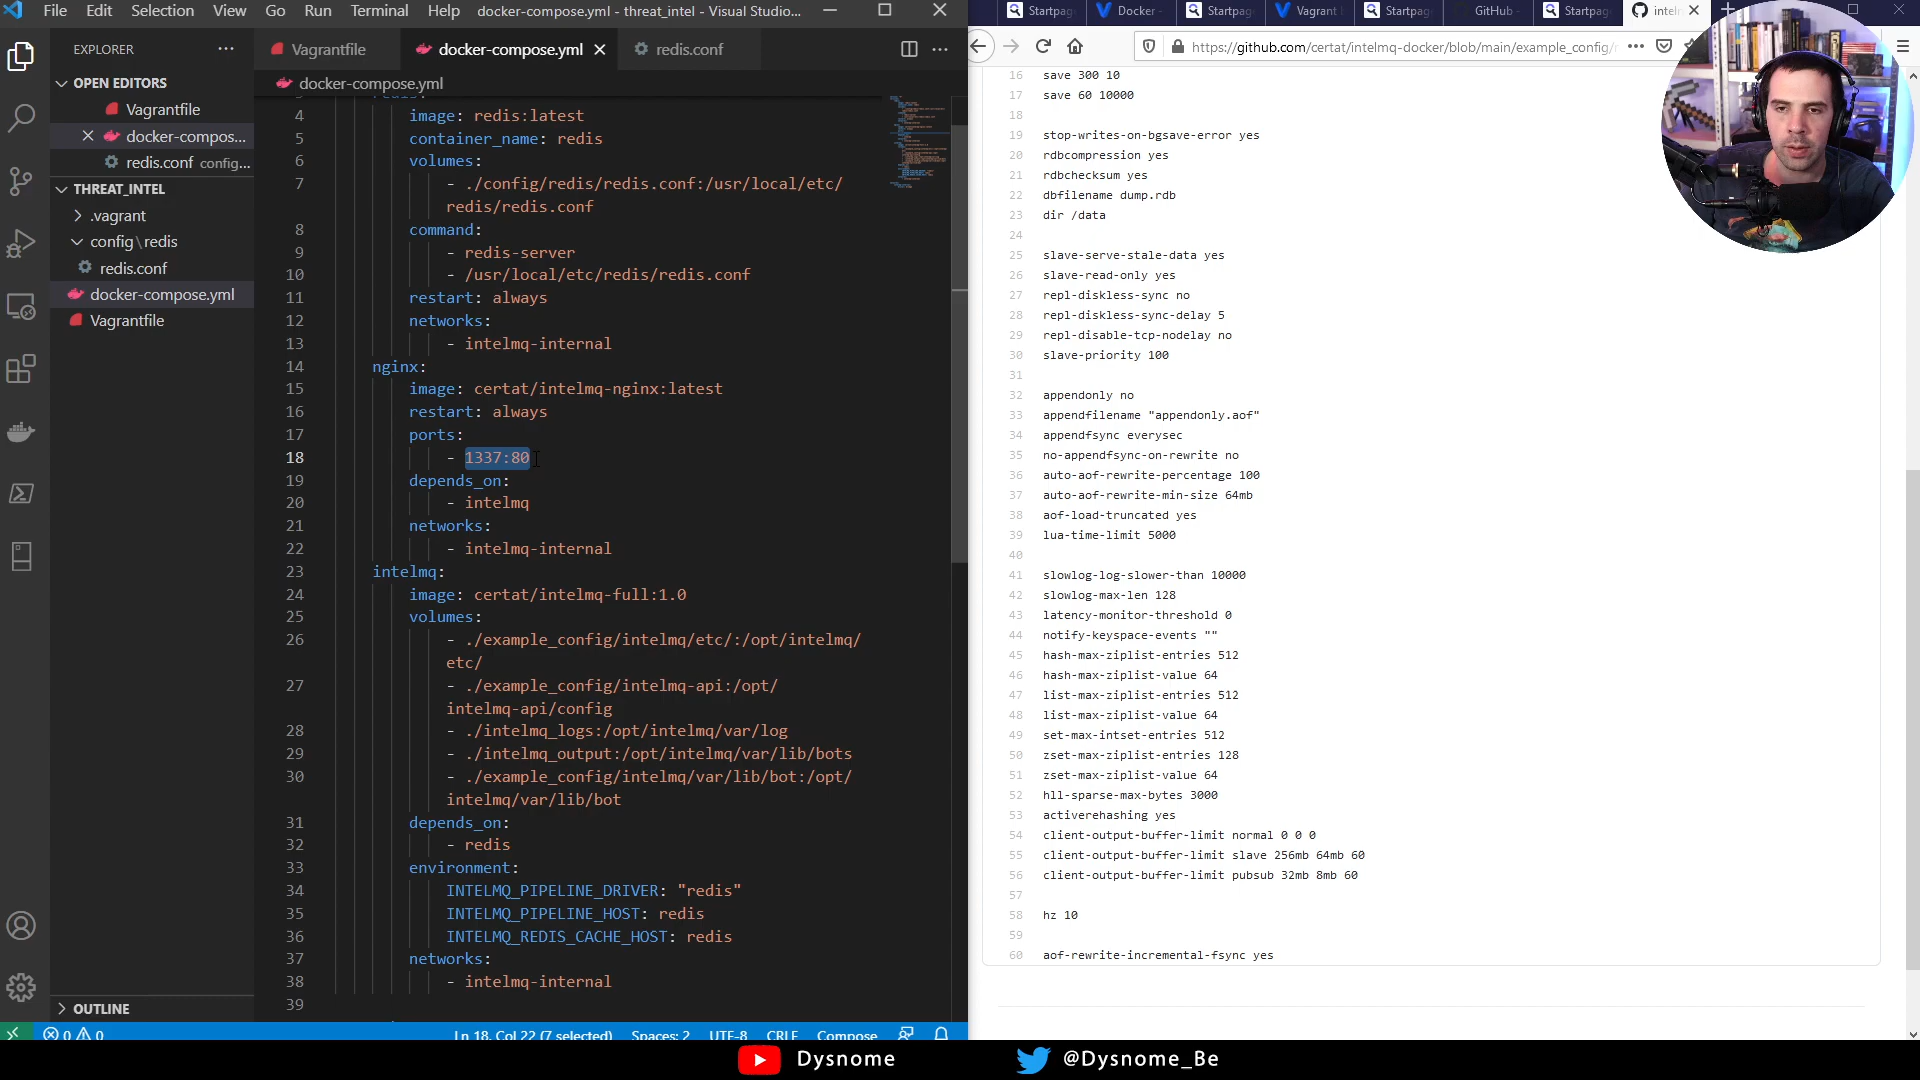 File Edit Selection View Go Run Terminal Help docker-compose.yml - threat_intel - Visual Studio...
EXPLORER
OPEN EDITORS
Vagrantfile
docker-compos...
redis.conf config...
THREAT_INTEL
.vagrant
config\redis
redis.conf
docker-compose.yml
Vagrantfile
OUTLINE
Vagrantfile docker-compose.yml redis.conf
docker-compose.yml
4 image: redis:latest
5 container_name: redis
6 volumes:
7 - ./config/redis/redis.conf:/usr/local/etc/
redis/redis.conf
8 command:
9 - redis-server
10 - /usr/local/etc/redis/redis.conf
11 restart: always
12 networks:
13 - intelmq-internal
14 nginx:
15 image: certat/intelmq-nginx:latest
16 restart: always
17 ports:
18 - 1337:80
19 depends_on:
20 - intelmq
21 networks:
22 - intelmq-internal
23 intelmq:
24 image: certat/intelmq-full:1.0
25 volumes:
26 - ./example_config/intelmq/etc/:/opt/intelmq/
etc/
27 - ./example_config/intelmq-api:/opt/
intelmq-api/config
28 - ./intelmq_logs:/opt/intelmq/var/log
29 - ./intelmq_output:/opt/intelmq/var/lib/bots
30 - ./example_config/intelmq/var/lib/bot:/opt/
intelmq/var/lib/bot
31 depends_on:
32 - redis
33 environment:
34 INTELMQ_PIPELINE_DRIVER: "redis"
35 INTELMQ_PIPELINE_HOST: redis
36 INTELMQ_REDIS_CACHE_HOST: redis
37 networks:
38 - intelmq-internal
39
0 0 Ln 18, Col 22 (7 selected) Spaces: 2 UTF-8 CRLF Compose
Startpag Docker - Startpag Vagrant Startpag GitHub - Startpag intelm
https://github.com/certat/intelmq-docker/blob/main/example_config/
16 save 300 10
17 save 60 10000
18
19 stop-writes-on-bgsave-error yes
20 rdbcompression yes
21 rdbchecksum yes
22 dbfilename dump.rdb
23 dir /data
24
25 slave-serve-stale-data yes
26 slave-read-only yes
27 repl-diskless-sync no
28 repl-diskless-sync-delay 5
29 repl-disable-tcp-nodelay no
30 slave-priority 100
31
32 appendonly no
33 appendfilename "appendonly.aof"
34 appendfsync everysec
35 no-appendfsync-on-rewrite no
36 auto-aof-rewrite-percentage 100
37 auto-aof-rewrite-min-size 64mb
38 aof-load-truncated yes
39 lua-time-limit 5000
40
41 slowlog-log-slower-than 10000
42 slowlog-max-len 128
43 latency-monitor-threshold 0
44 notify-keyspace-events ""
45 hash-max-ziplist-entries 512
46 hash-max-ziplist-value 64
47 list-max-ziplist-entries 512
48 list-max-ziplist-value 64
49 set-max-intset-entries 512
50 zset-max-ziplist-entries 128
51 zset-max-ziplist-value 64
52 hll-sparse-max-bytes 3000
53 activerehashing yes
54 client-output-buffer-limit normal 0 0 0
55 client-output-buffer-limit slave 256mb 64mb 60
56 client-output-buffer-limit pubsub 32mb 8mb 60
57
58 hz 10
59
60 aof-rewrite-incremental-fsync yes
Dysnome @Dysnome_Be